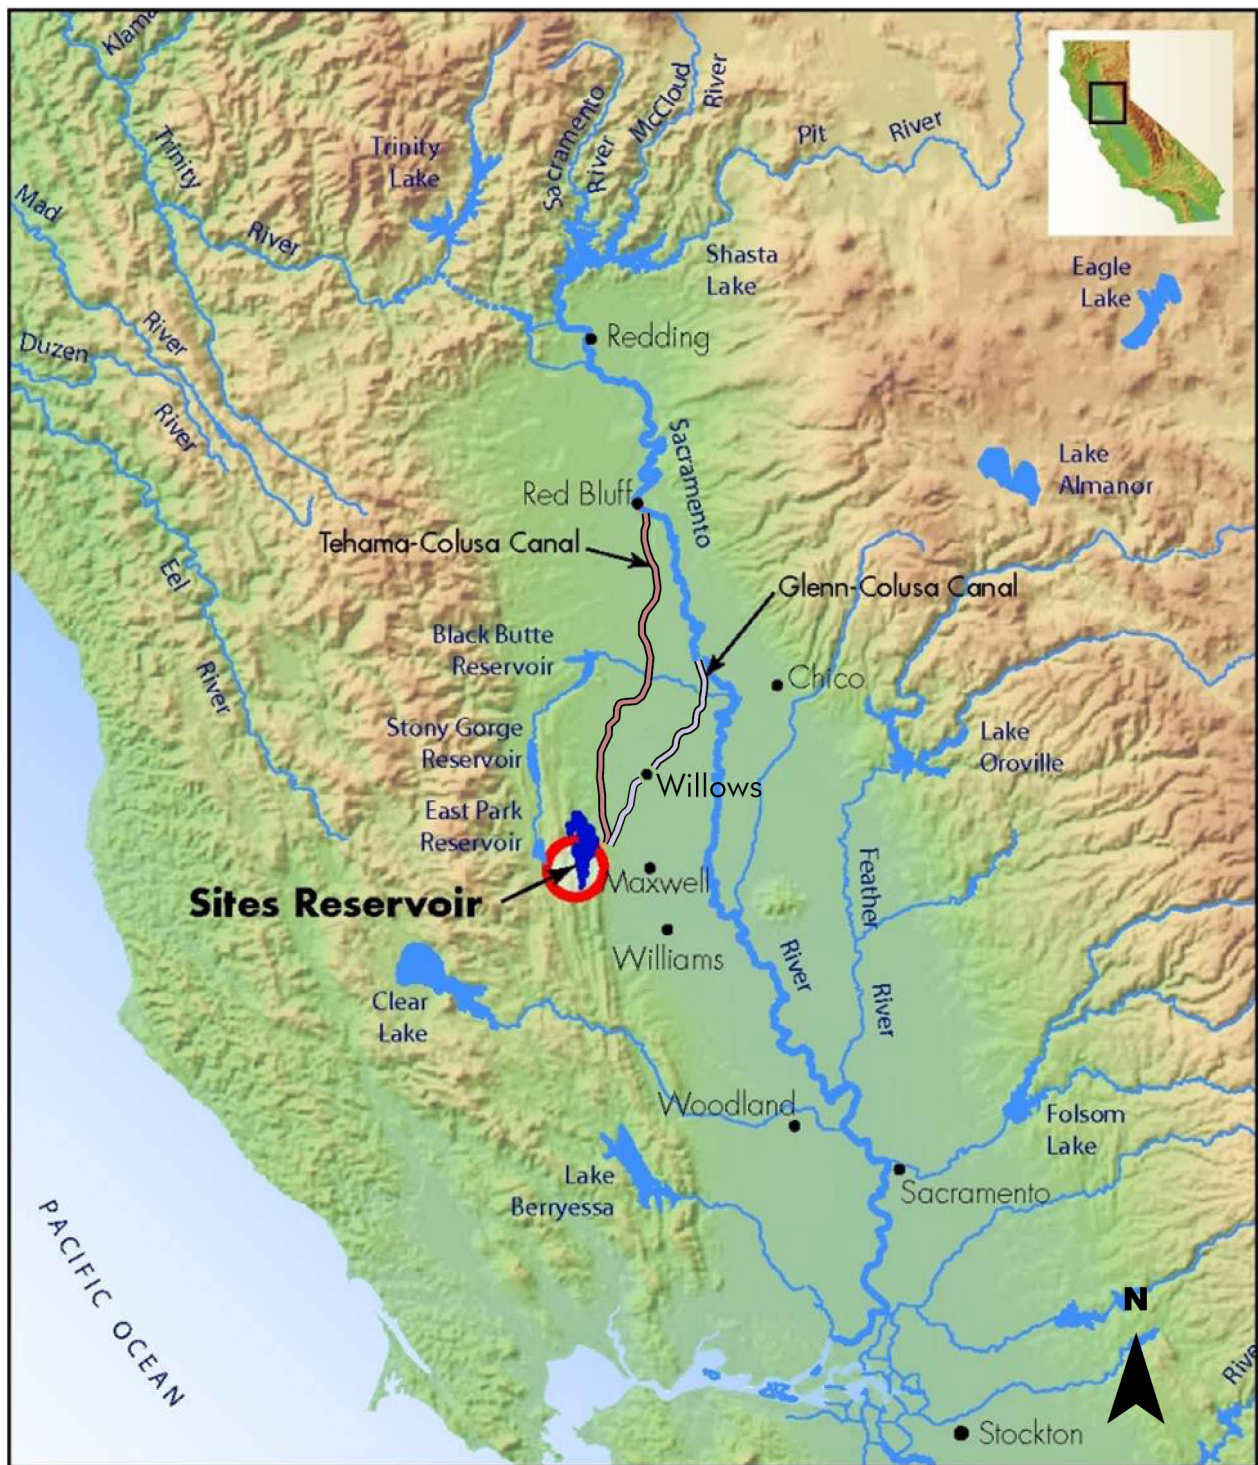 Klama
Trinity
River
Mad
River
Duzen
River
Trinity
Lake
Sacramento
River
McCloud
River
Pit River
Shasta
Lake
Eagle
Lake
Redding
Sacramento
Lake
Almanor
Red Bluff
Tehama-Colusa Canal
Glenn-Colusa Canal
Eel
River
Black Butte
Reservoir
Chico
Stony Gorge
Reservoir
Lake
Oroville
Willows
East Park
Reservoir
Feather
River
Maxwell
Sites Reservoir
Williams
River
Clear
Lake
Woodland
Folsom
Lake
Lake
Berryessa
Sacramento
PACIFIC OCEAN
N
River
Stockton